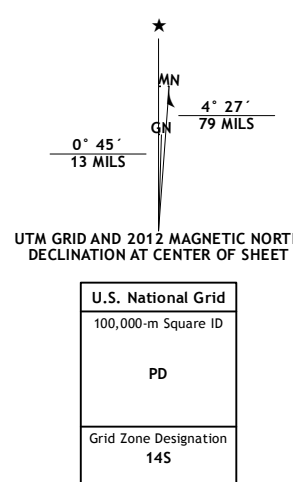 ★
MN
GN
4° 27´
79 MILS
0° 45´
13 MILS
UTM GRID AND 2012 MAGNETIC NORTH
DECLINATION AT CENTER OF SHEET
U.S. National Grid
100,000-m Square ID
PD
Grid Zone Designation
14S